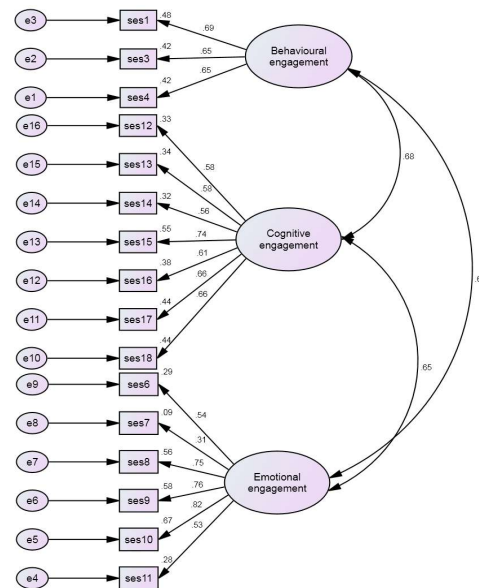 e3
ses1
.48
.69
Behavioural
engagement
e2
ses3
.42
.65
e1
ses4
.42
.65
e16
ses12
.33
.58
e15
ses13
.34
.58
.68
e14
ses14
.32
.56
Cognitive
engagement
e13
ses15
.55
.74
e12
ses16
.38
.61
e11
ses17
.44
.66
e10
ses18
.44
.66
.65
e9
ses6
.29
.54
e8
ses7
.09
.31
e7
ses8
.56
.75
Emotional
engagement
e6
ses9
.58
.76
e5
ses10
.67
.82
e4
ses11
.28
.53